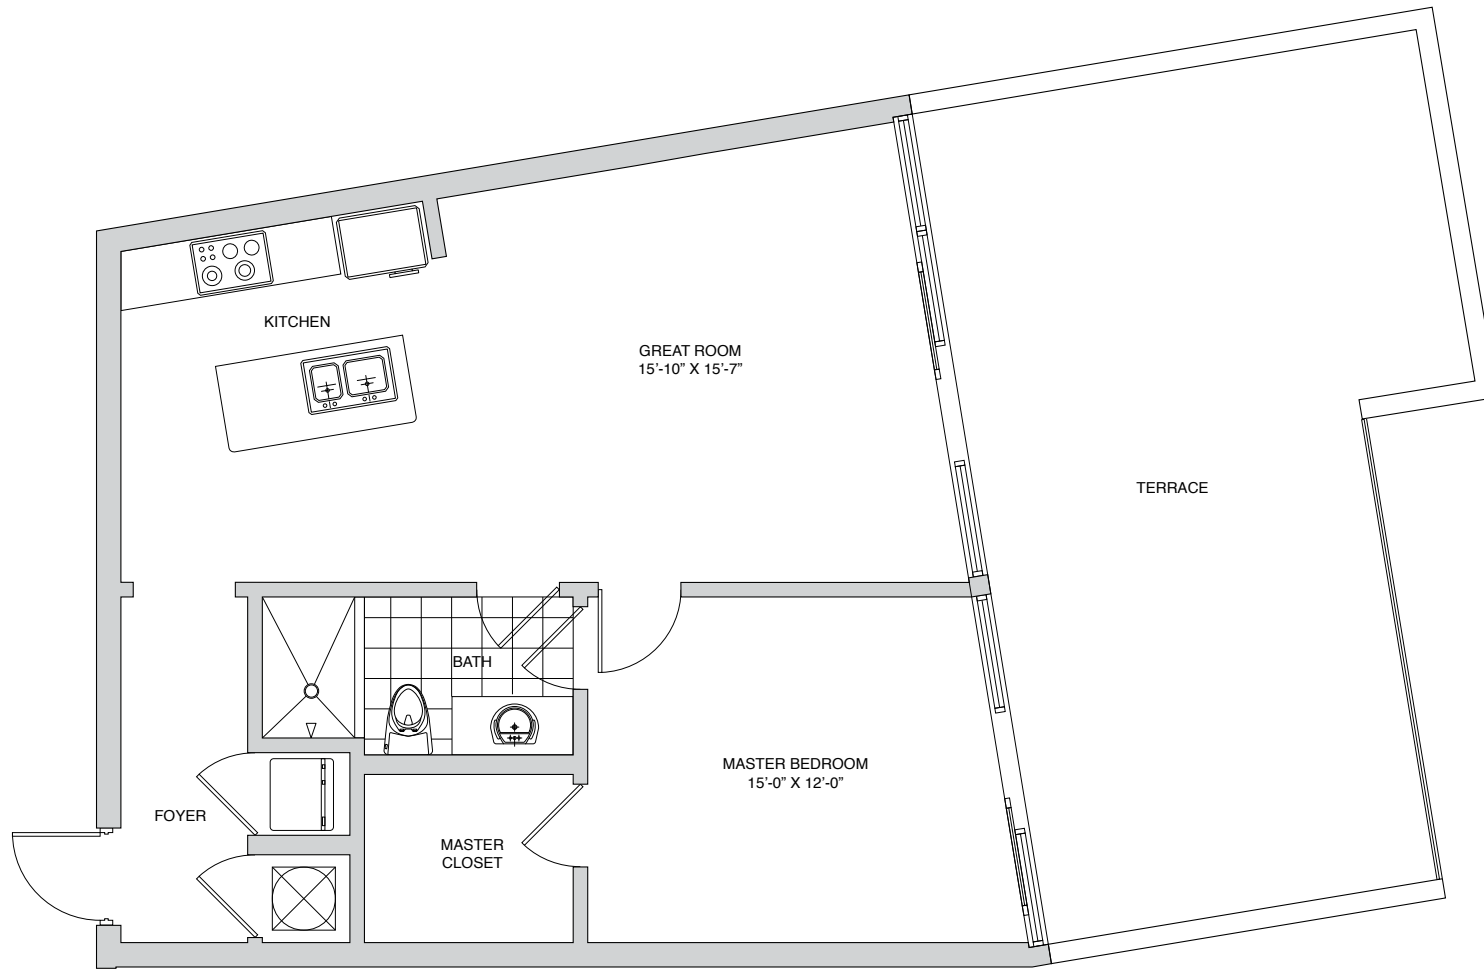 KITCHEN
GREAT ROOM
15’-10” X 15’-7”
TERRACE
BATH
MASTER BEDROOM
15’-0” X 12’-0”
FOYER
MASTER
CLOSET